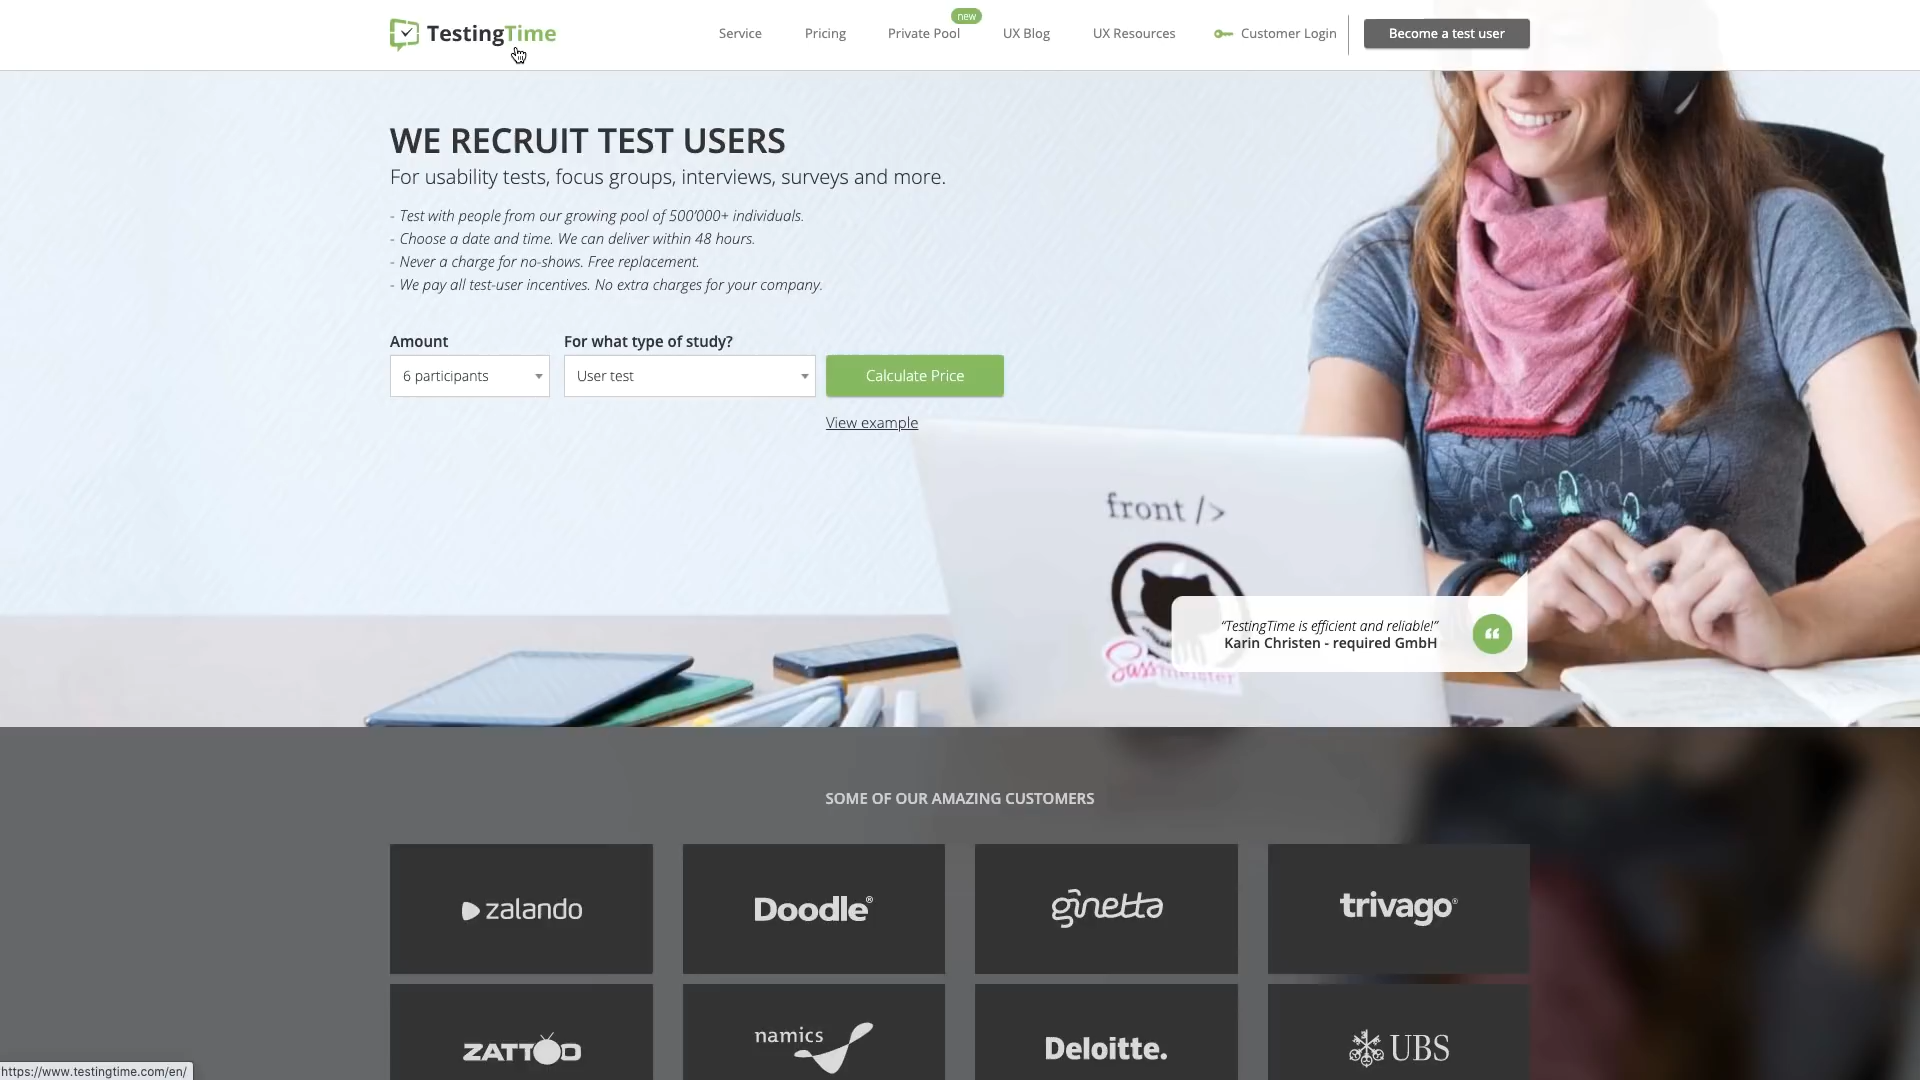 TestingTime
Service
Pricing
Private Pool
new
UX Blog
UX Resources
Customer Login
Become a test user
WE RECRUIT TEST USERS
For usability tests, focus groups, interviews, surveys and more.
- Test with people from our growing pool of 500'000+ individuals.
- Choose a date and time. We can deliver within 48 hours.
- Never a charge for no-shows. Free replacement.
- We pay all test-user incentives. No extra charges for your company.
Amount
For what type of study?
6 participants
User test
Calculate Price
View example
front />
“TestingTime is efficient and reliable!”
Karin Christen - required GmbH
Sassmeister
SOME OF OUR AMAZING CUSTOMERS
zalando
Doodle®
ginetta
trivago®
ZATTOO
namics
Deloitte.
UBS
https://www.testingtime.com/en/